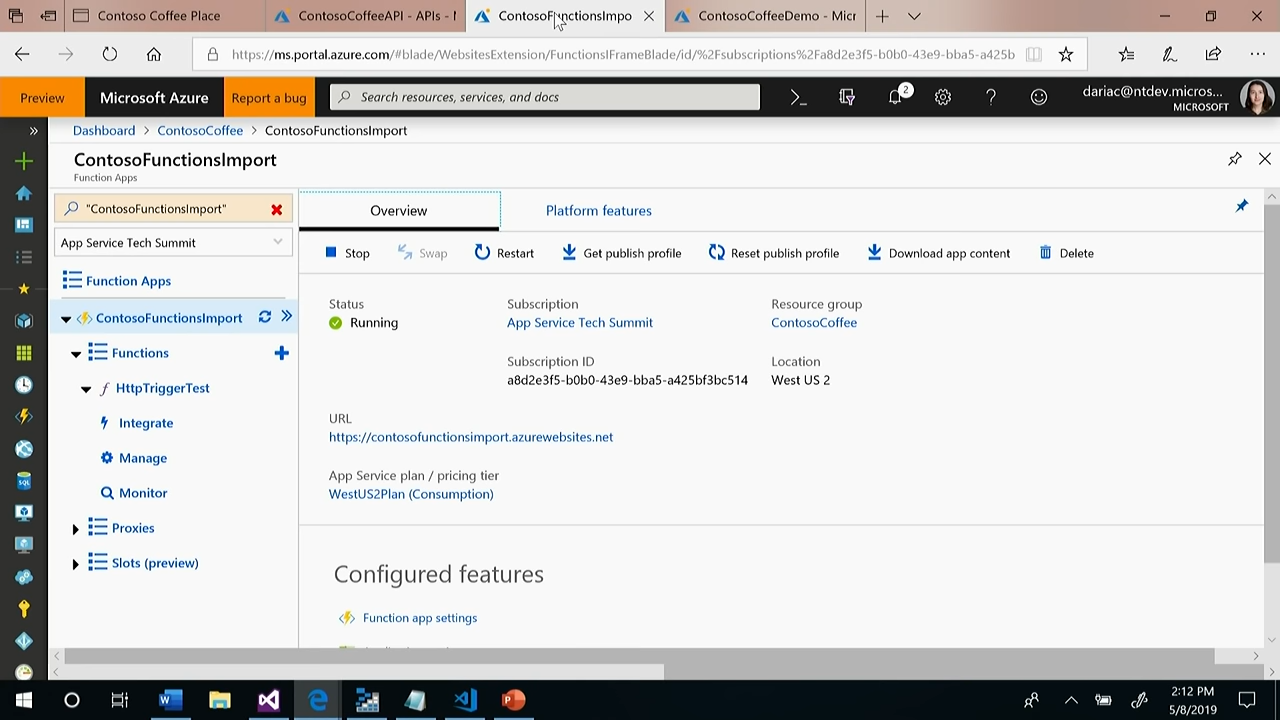 Contoso Coffee Place
ContosoCoffeeAPI - APIs - M
ContosoFunctionsImpo
ContosoCoffeeDemo - Micr
https://ms.portal.azure.com/#blade/WebsitesExtension/FunctionsIFrameBlade/id/%2Fsubscriptions%2Fa8d2e3f5-b0b0-43e9-bba5-a425b
Preview
Microsoft Azure
Report a bug
Search resources, services, and docs
2
dariac@ntdev.micros...
MICROSOFT
Dashboard > ContosoCoffee > ContosoFunctionsImport
ContosoFunctionsImport
Function Apps
"ContosoFunctionsImport"
App Service Tech Summit
Function Apps
ContosoFunctionsImport
Functions
HttpTriggerTest
Integrate
Manage
Monitor
Proxies
Slots (preview)
Overview
Platform features
Stop
Swap
Restart
Get publish profile
Reset publish profile
Download app content
Delete
Status
Running
Subscription
App Service Tech Summit
Resource group
ContosoCoffee
Subscription ID
a8d2e3f5-b0b0-43e9-bba5-a425bf3bc514
Location
West US 2
URL
https://contosofunctionsimport.azurewebsites.net
App Service plan / pricing tier
WestUS2Plan (Consumption)
Configured features
Function app settings
2:12 PM
5/8/2019